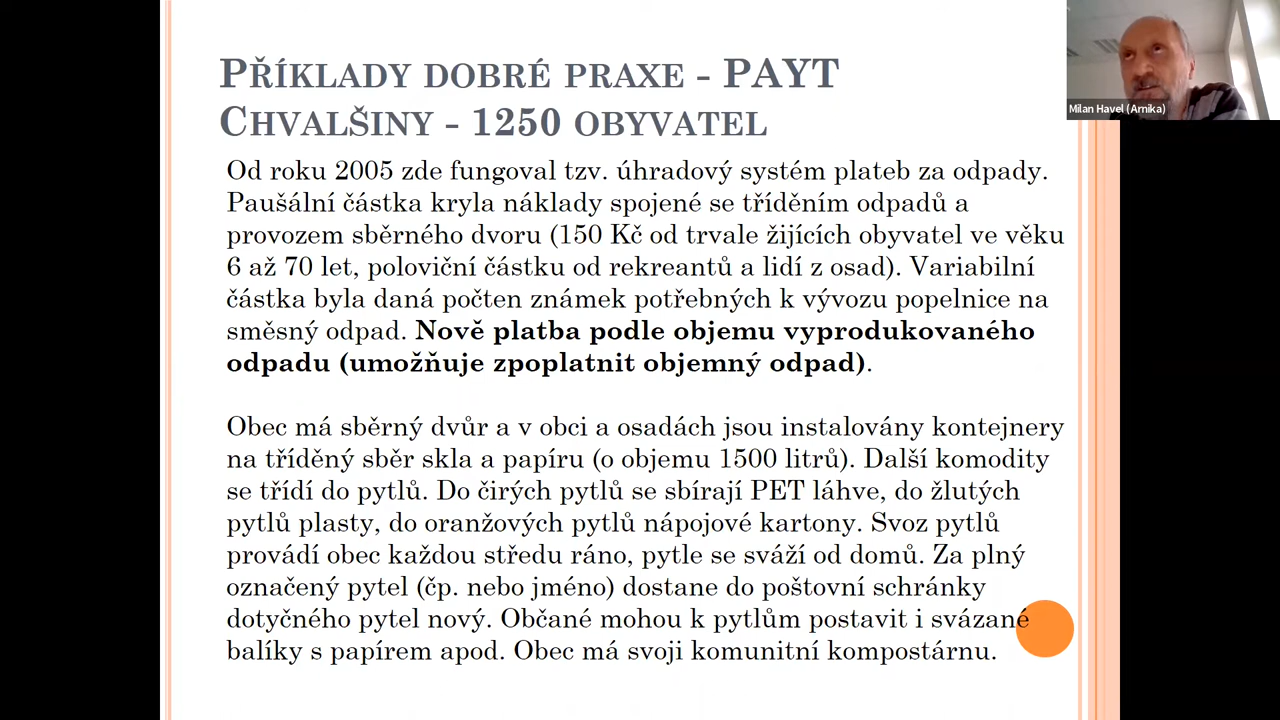 PŘÍKLADY DOBRÉ PRAXE - PAYT
CHVALŠINY - 1250 OBYVATEL
Milan Havel (Arnika)
Od roku 2005 zde fungoval tzv. úhradový systém plateb za odpady.
Paušální částka kryla náklady spojené se tříděním odpadů a
provozem sběrného dvoru (150 Kč od trvale žijících obyvatel ve věku
6 až 70 let, poloviční částku od rekreantů a lidí z osad). Variabilní
částka byla daná počten známek potřebných k vývozu popelnice na
směsný odpad. Nově platba podle objemu vyprodukovaného
odpadu (umožňuje zpoplatnit objemný odpad).
Obec má sběrný dvůr a v obci a osadách jsou instalovány kontejnery
na tříděný sběr skla a papíru (o objemu 1500 litrů). Další komodity
se třídí do pytlů. Do čirých pytlů se sbírají PET láhve, do žlutých
pytlů plasty, do oranžových pytlů nápojové kartony. Svoz pytlů
provádí obec každou středu ráno, pytle se sváží od domů. Za plný
označený pytel (čp. nebo jméno) dostane do poštovní schránky
dotyčného pytel nový. Občané mohou k pytlům postavit i svázané
balíky s papírem apod. Obec má svoji komunitní kompostárnu.